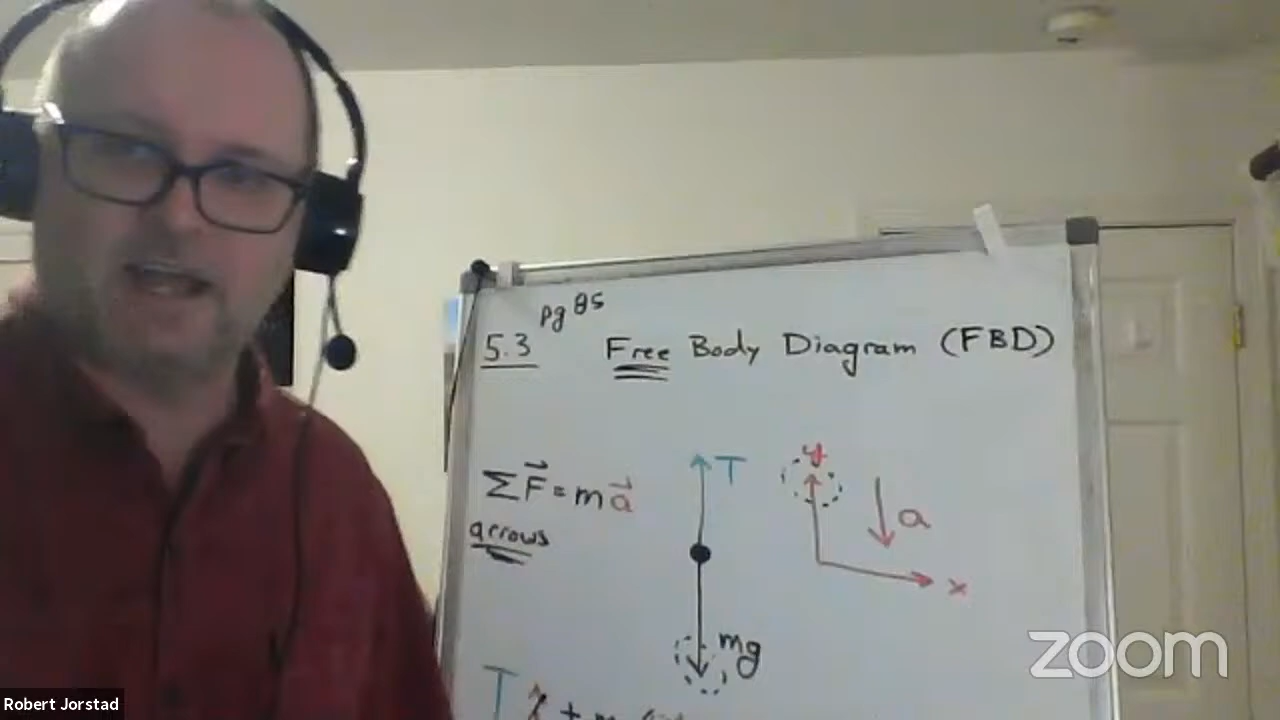 pg 85
5.3 Free Body Diagram (FBD)
ΣF⃗ = ma⃗
arrows
T
y
a
x
mg
T
zoom
Robert Jorstad